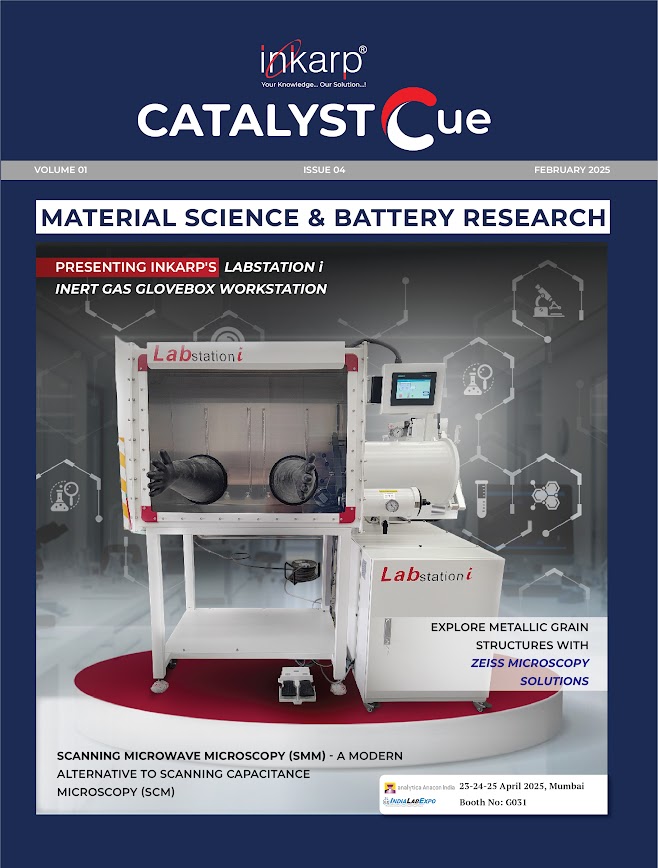 inkarp®
Your Knowledge... Our Solution...!
CATALYST Cue
VOLUME 01 ISSUE 04 FEBRUARY 2025
MATERIAL SCIENCE & BATTERY RESEARCH
PRESENTING INKARP'S LABSTATION i
INERT GAS GLOVEBOX WORKSTATION
Labstation i
Labstation i
EXPLORE METALLIC GRAIN
STRUCTURES WITH
ZEISS MICROSCOPY
SOLUTIONS
SCANNING MICROWAVE MICROSCOPY (SMM) - A MODERN
ALTERNATIVE TO SCANNING CAPACITANCE
MICROSCOPY (SCM)
analytica Anacon India 23-24-25 April 2025, Mumbai
INDIALABEXPO Booth No: G031